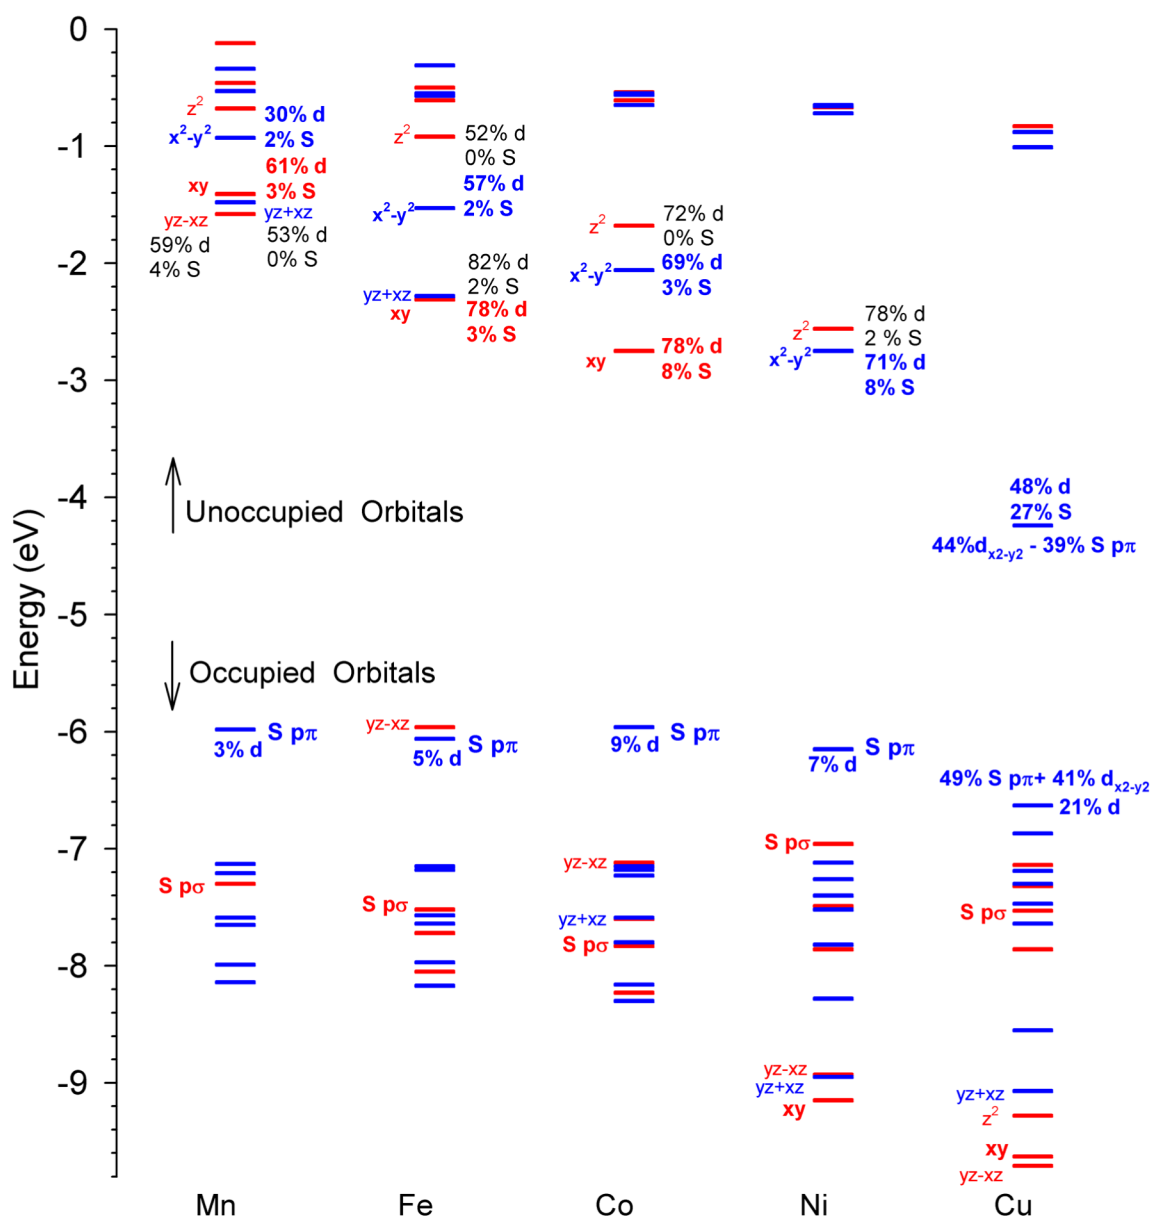 0
-1
-2
-3
-4
-5
-6
-7
-8
-9
Energy (eV)
z²
30% d
x²-y²
2% S
61% d
xy
3% S
yz-xz
yz+xz
59% d
53% d
4% S
0% S
z²
52% d
0% S
57% d
x²-y²
2% S
82% d
2% S
yz+xz
78% d
xy
3% S
72% d
z²
0% S
x²-y²
69% d
3% S
78% d
xy
8% S
78% d
z²
2 % S
x²-y²
71% d
8% S
48% d
27% S
44%dx2-y2 - 39% S pπ
Unoccupied Orbitals
Occupied Orbitals
S pπ
3% d
S pσ
yz-xz
S pπ
5% d
S pσ
S pπ
9% d
yz-xz
yz+xz
S pσ
S pπ
7% d
S pσ
yz-xz
yz+xz
xy
49% S pπ+ 41% dx2-y2
21% d
S pσ
yz+xz
z²
xy
yz-xz
Mn
Fe
Co
Ni
Cu